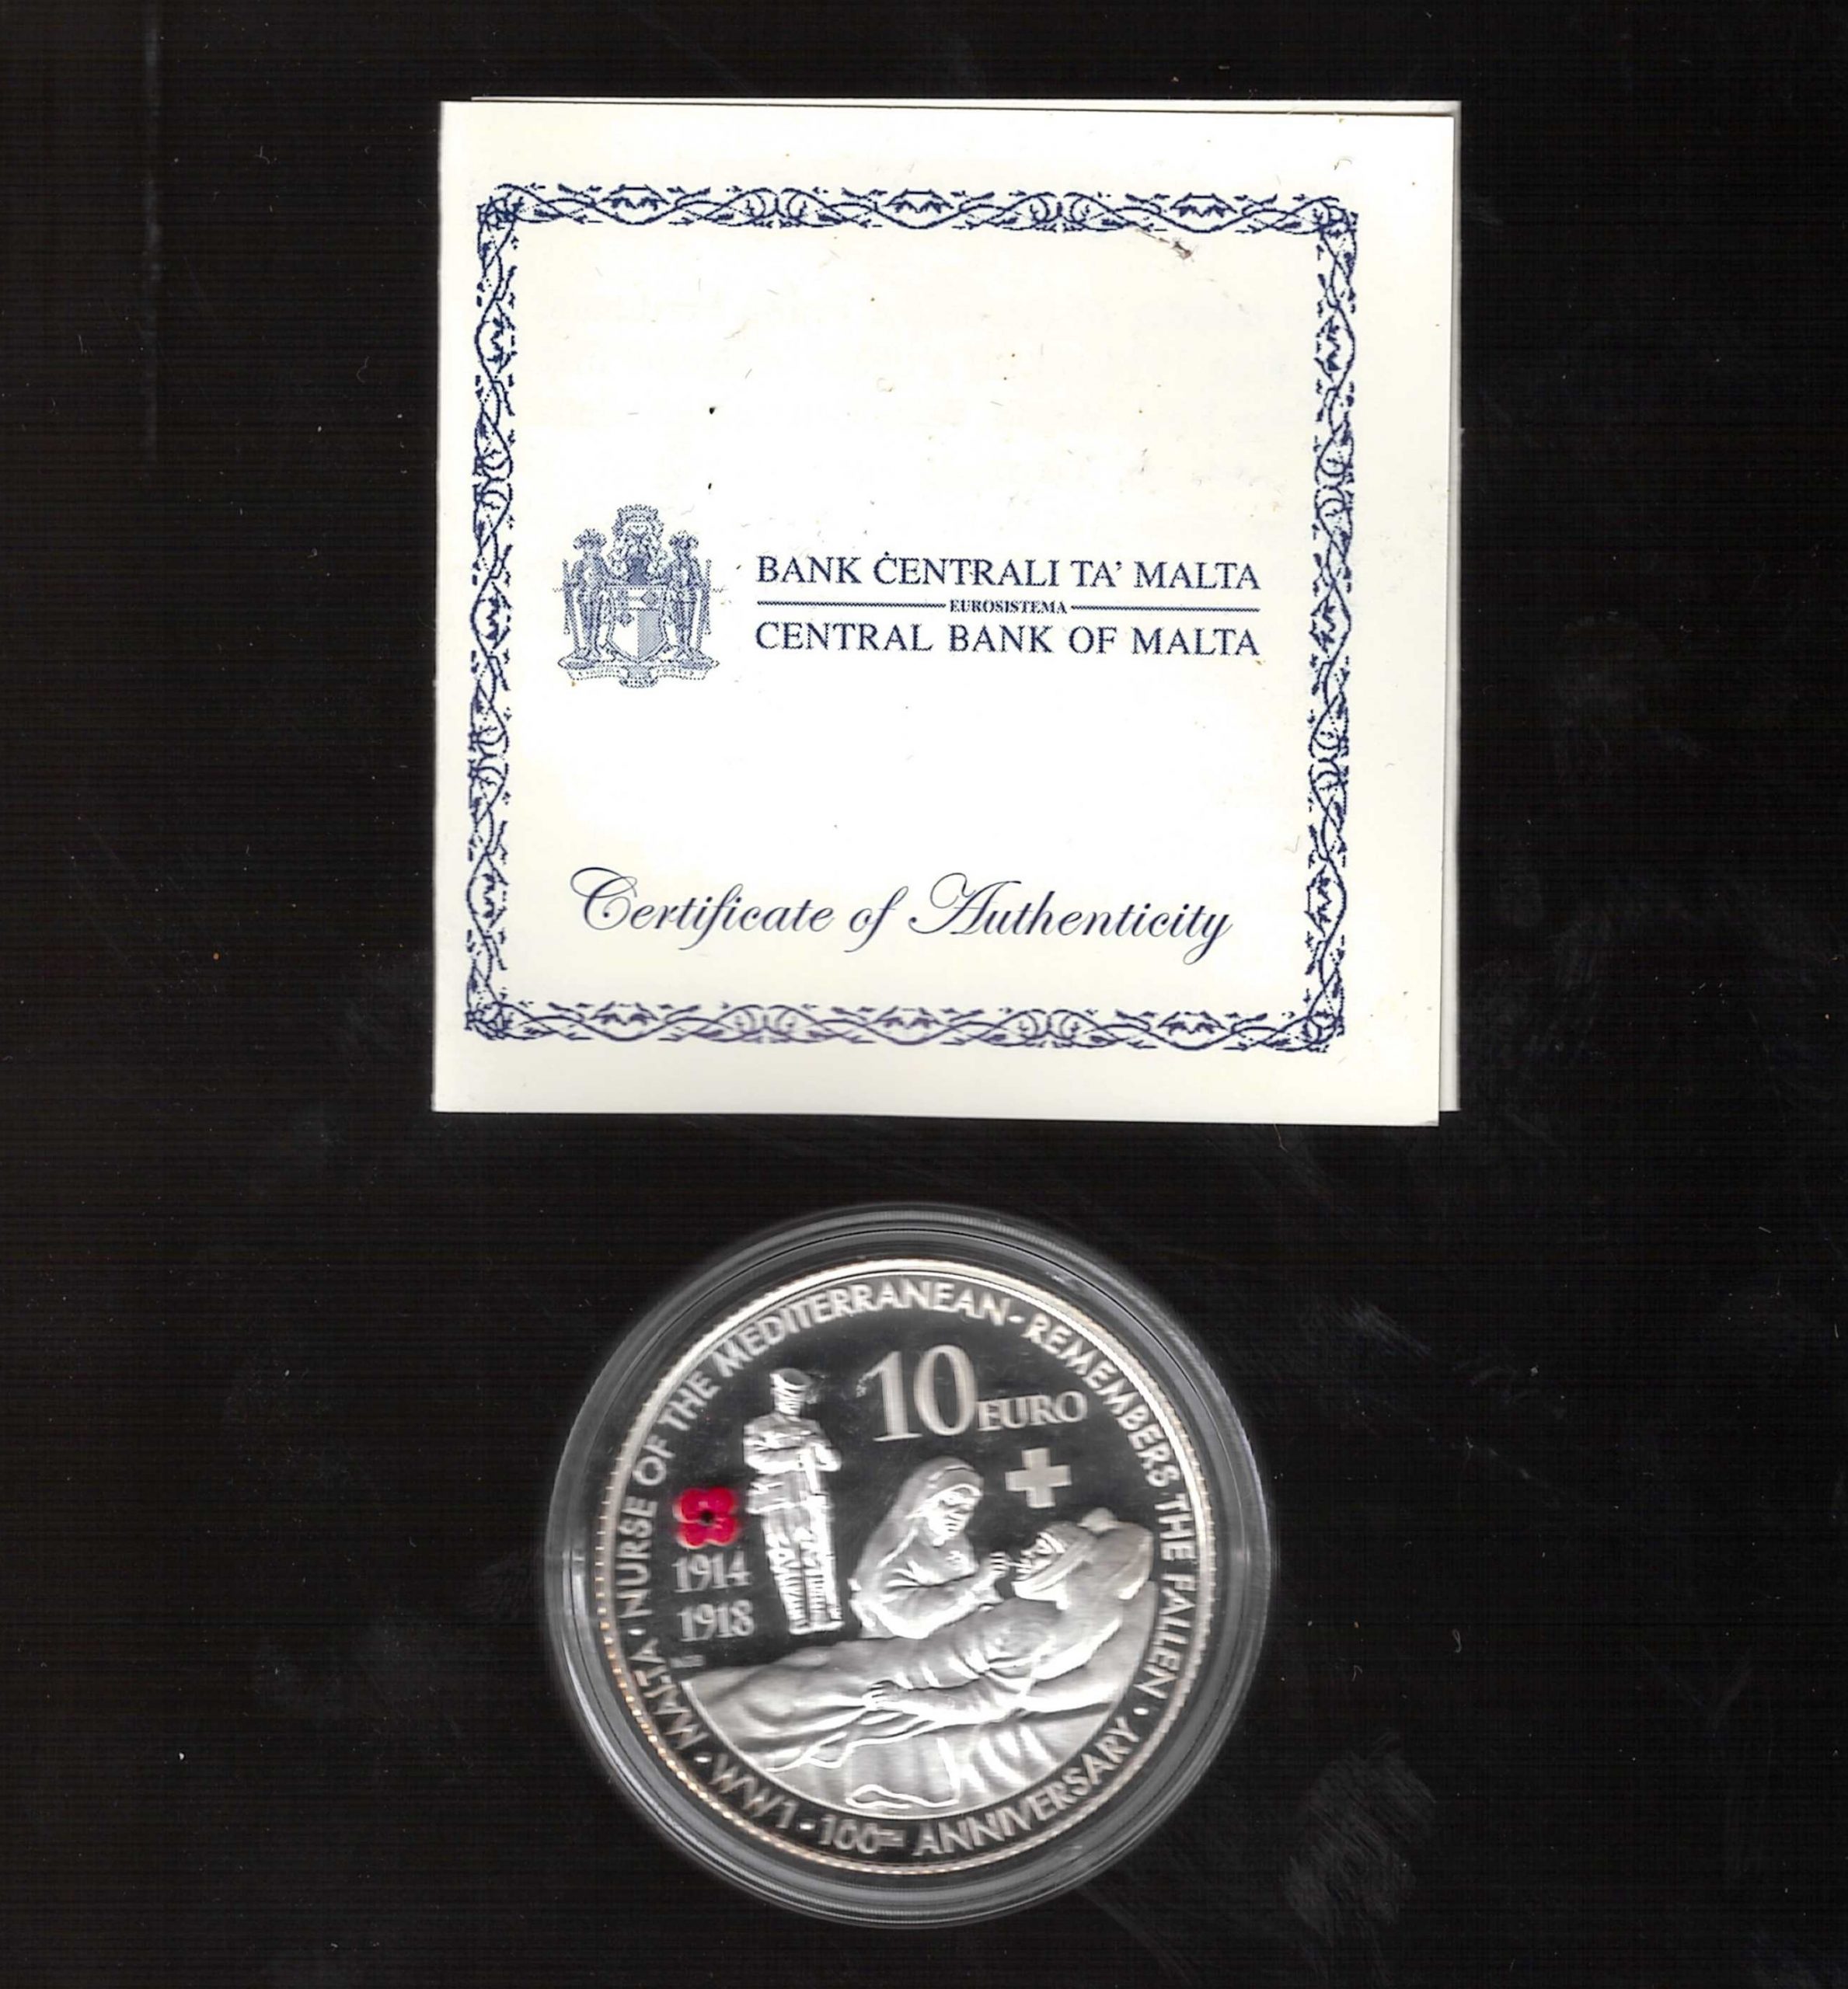 BANK ĊENTRALI TA' MALTA
EUROSISTEMA
CENTRAL BANK OF MALTA
Certificate of Authenticity
MALTA · NURSE OF THE MEDITERRANEAN - REMEMBERS THE FALLEN ·
10 EURO
1914
1918
WW1 - 100TH ANNIVERSARY ·